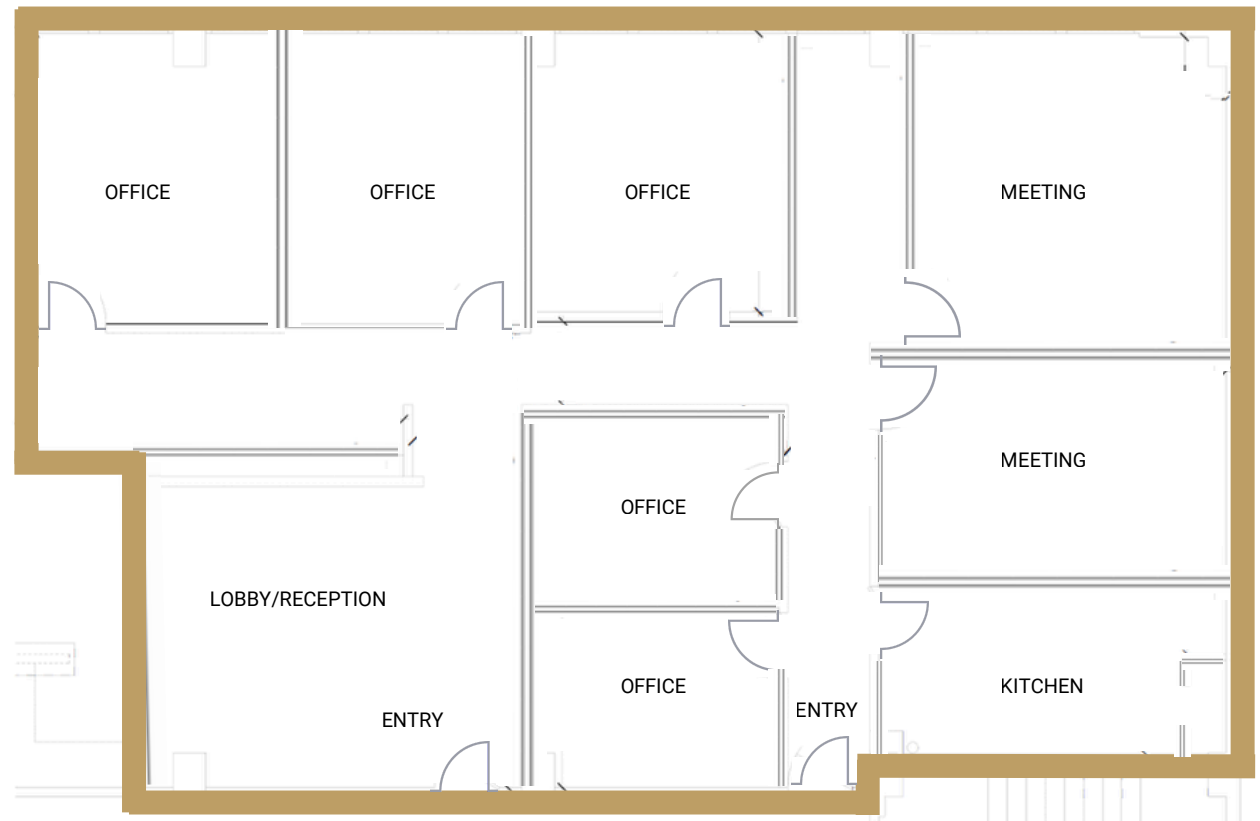 OFFICE
OFFICE
OFFICE
MEETING
MEETING
OFFICE
LOBBY/RECEPTION
OFFICE
KITCHEN
ENTRY
ENTRY